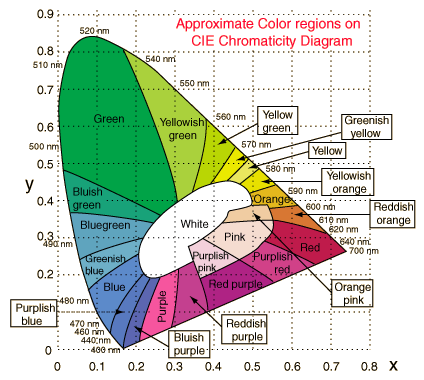 Approximate Color regions on
CIE Chromaticity Diagram
0.9
0.8
0.7
0.6
0.5
0.4
0.3
0.2
0
y
0
0.1
0.2
0.3
0.4
0.5
0.6
0.7
0.8
x
520 nm
510 nm
540 nm
550 nm
560 nm
570 nm
580 nm
590 nm
600 nm
610 nm
620 nm
640 nm
700 nm
500 nm
490 nm
480 nm
470 nm
460 nm
440 nm
Green
Yellowish
green
Yellow
green
Greenish
yellow
Yellow
Yellowish
orange
Orange
Reddish
orange
Bluish
green
Bluegreen
Greenish
blue
Blue
White
Pink
Red
Purplish
pink
Purplish
red
Red purple
Orange
pink
Purple
Reddish
purple
Bluish
purple
Purplish
blue